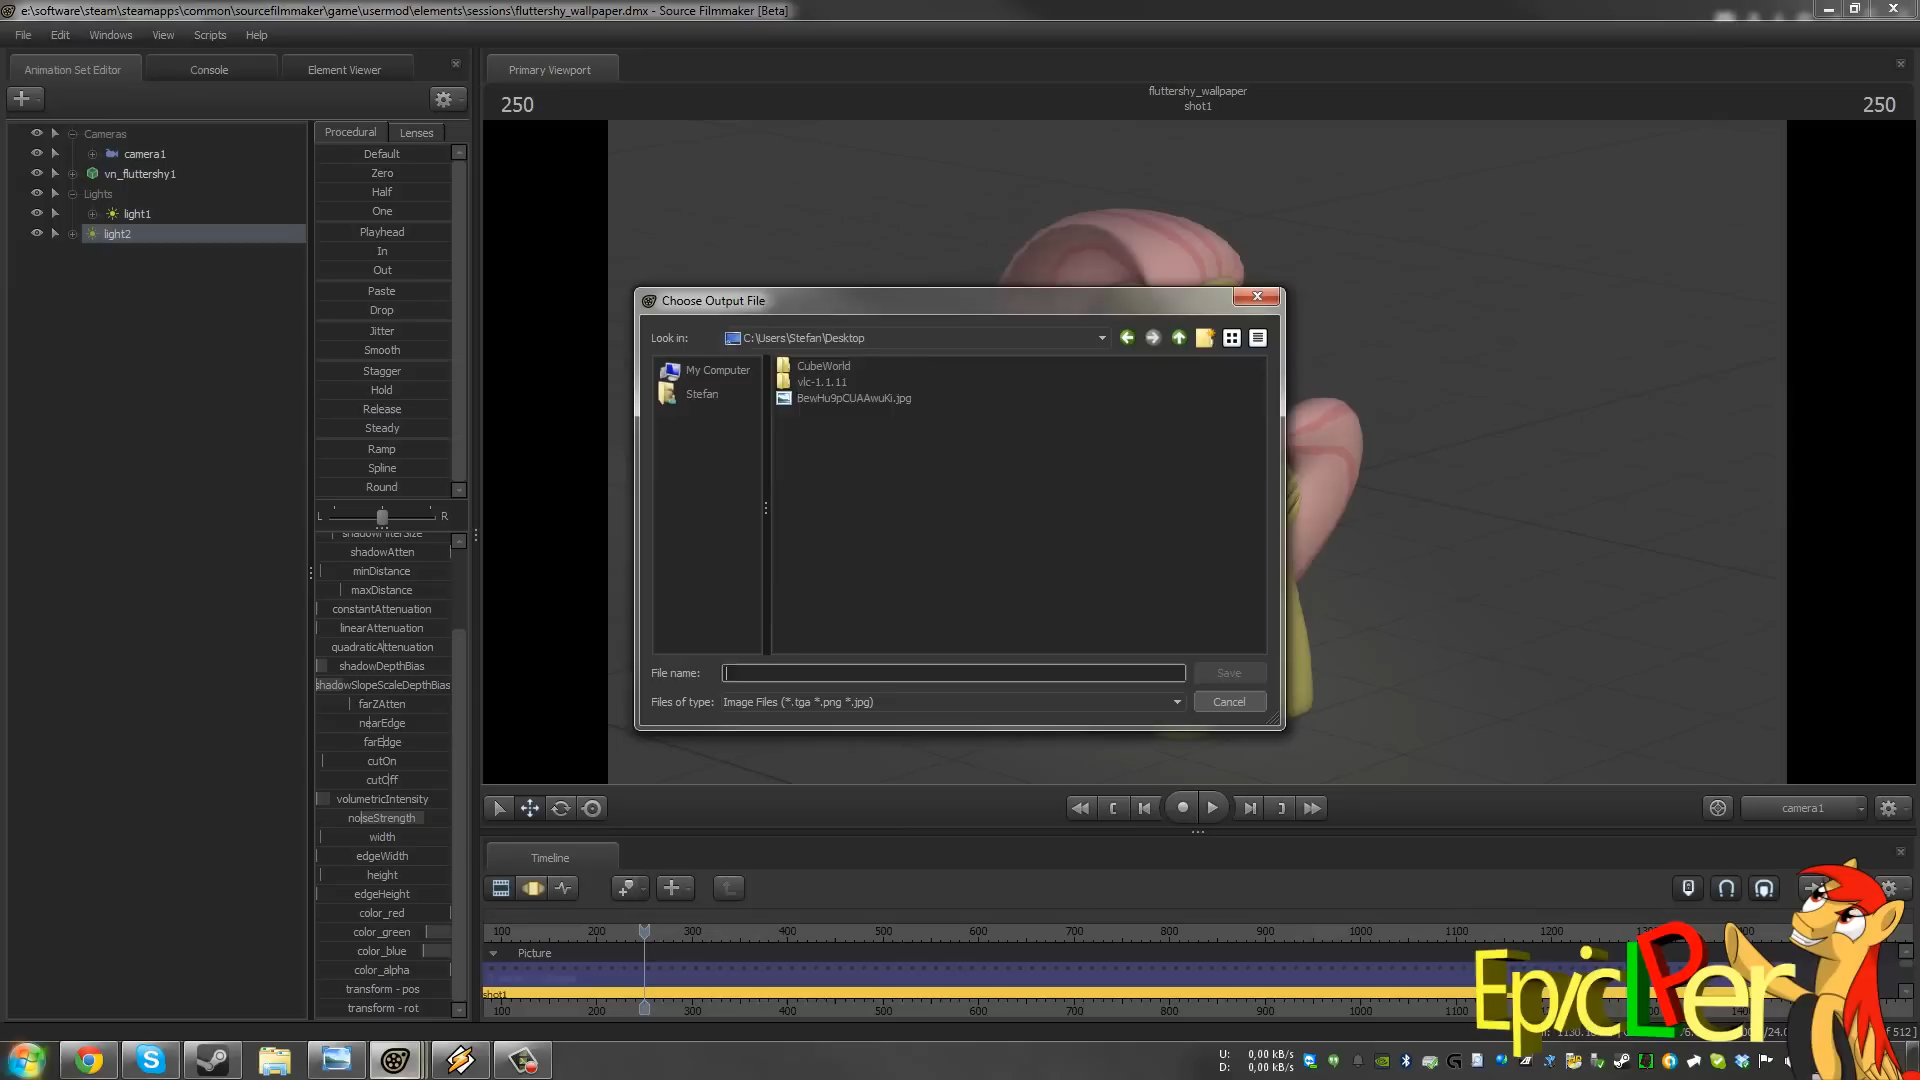 e:\software\steam\steamapps\common\sourcefilmmaker\game\usermod\elements\sessions\fluttershy_wallpaper.dmx - Source Filmmaker [Beta]
File Edit Windows View Scripts Help
Animation Set Editor Console Element Viewer
Primary Viewport
250 fluttershy_wallpaper 250
shot1
Cameras
camera1
vn_fluttershy1
Lights
light1
light2
Procedural Lenses
Default
Zero
Half
One
Playhead
In
Out
Paste
Drop
Jitter
Smooth
Stagger
Hold
Release
Steady
Ramp
Spline
Round
L R
shadowFilterSize
shadowAtten
minDistance
maxDistance
constantAttenuation
linearAttenuation
quadraticAttenuation
shadowDepthBias
shadowSlopeScaleDepthBias
farZAtten
nearEdge
farEdge
cutOn
cutOff
volumetricIntensity
noiseStrength
width
edgeWidth
height
edgeHeight
color_red
color_green
color_blue
color_alpha
transform - pos
transform - rot
Choose Output File
Look in: C:\Users\Stefan\Desktop
My Computer
Stefan
CubeWorld
vlc-1.1.11
BewHu9pCUAAwuKi.jpg
File name: Save
Files of type: Image Files (*.tga *.png *.jpg) Cancel
camera1
Timeline
100 200 300 400 500 600 700 800 900 1000 1100 1200
Picture
shot1
100 200 300 400 500 600 700 800 900 1000 1100 1200
EpicLPer
U: 0,00 kB/s
D: 0,00 kB/s